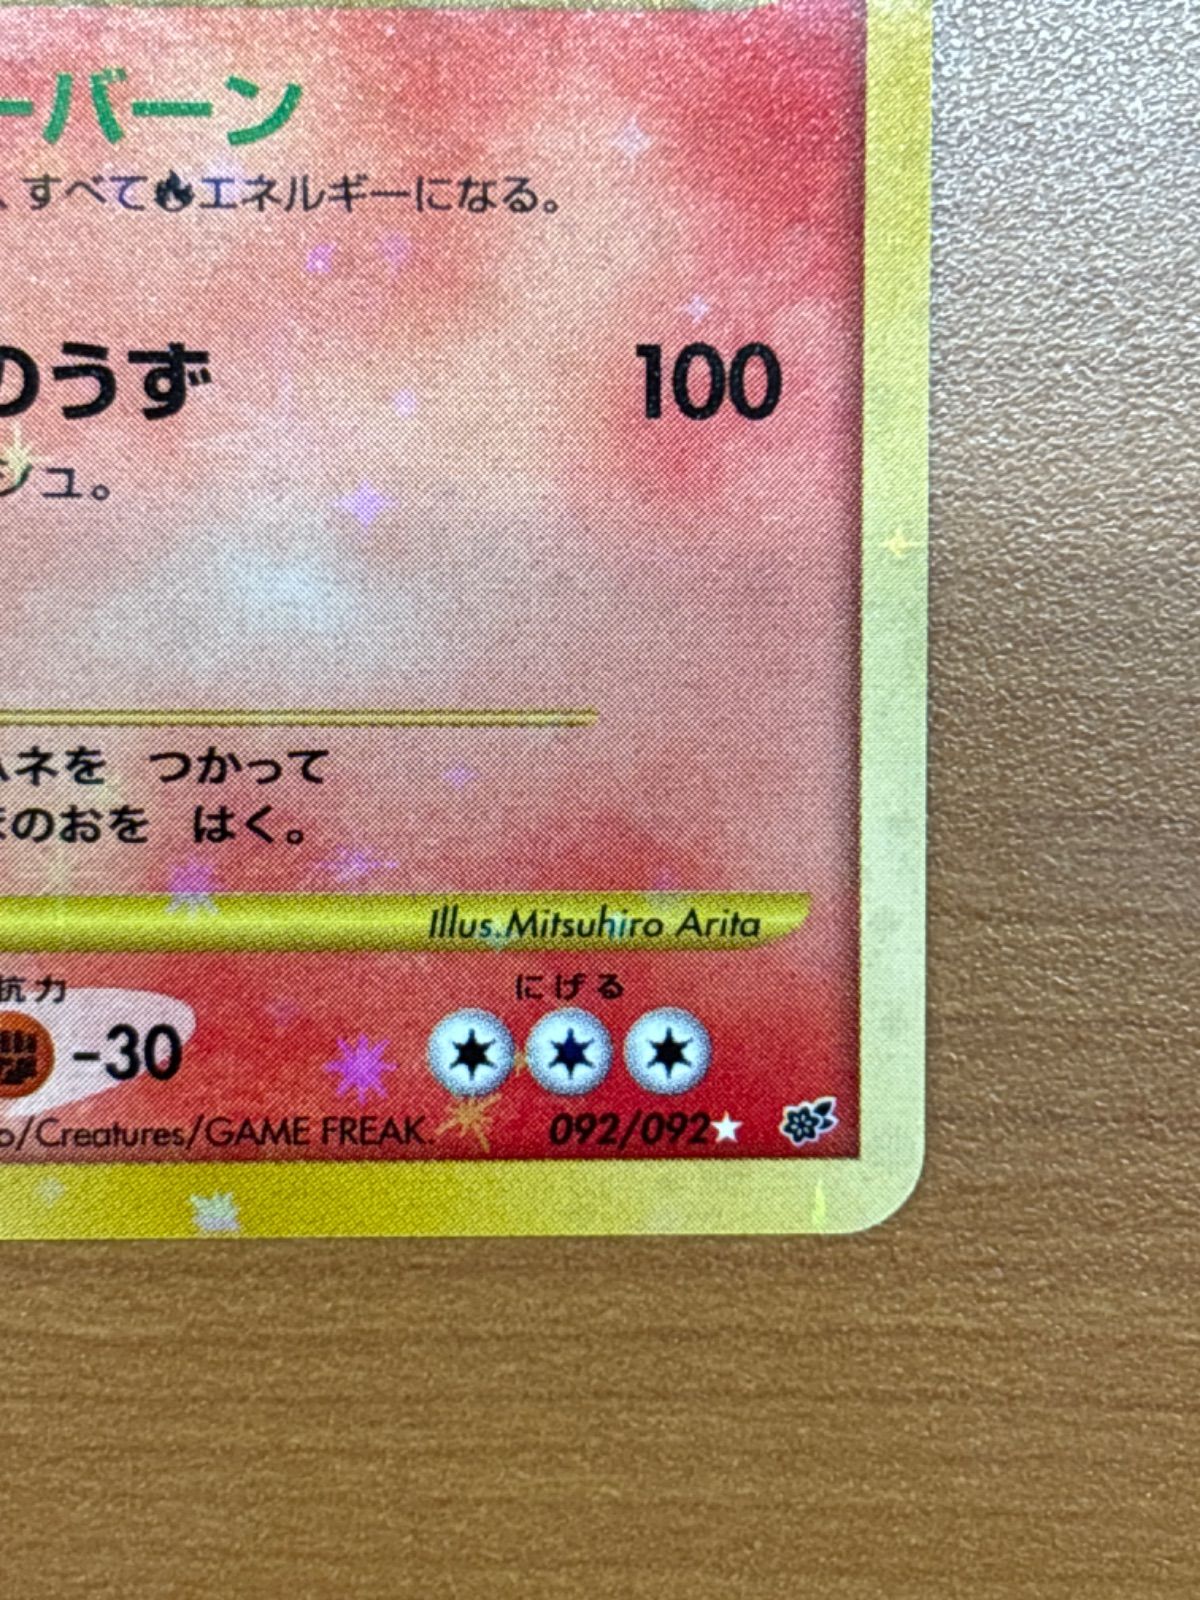 ーバーン
、すべてエネルギーになる。
のうず 100
シュ。
ハネを つかって
ほのおを はく。
Illus.Mitsuhiro Arita
抗力 にげる
-30
o/Creatures/GAME FREAK. 092/092★